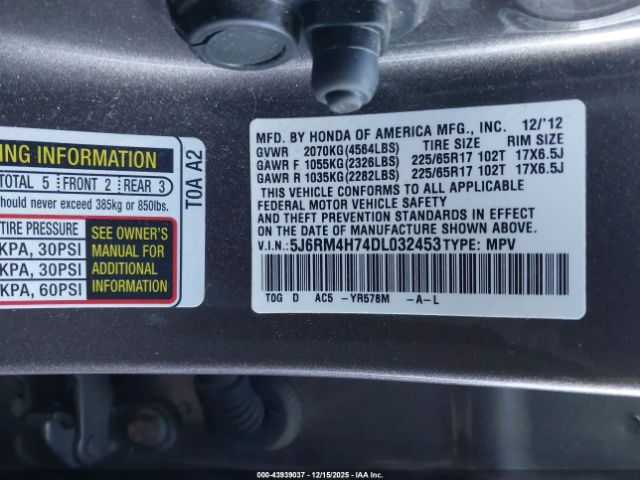 MFD. BY HONDA OF AMERICA MFG., INC. 12/'12
GVWR 2070KG(4564LBS) TIRE SIZE RIM SIZE
GAWR F 1055KG(2326LBS) 225/65R17 102T 17X6.5J
GAWR R 1035KG(2282LBS) 225/65R17 102T 17X6.5J
THIS VEHICLE CONFORMS TO ALL APPLICABLE
FEDERAL MOTOR VEHICLE SAFETY
AND THEFT PREVENTION STANDARDS IN EFFECT
ON THE DATE OF MANUFACTURE SHOWN ABOVE.
V.I.N.:5J6RM4H74DL032453 TYPE: MPV
TOG D AC5 -YR578M -A-L
ING INFORMATION
TOTAL 5 FRONT 2 REAR 3
hould never exceed 385kg or 850lbs.
TIRE PRESSURE
KPA, 30PSI
KPA, 30PSI
KPA, 60PSI
SEE OWNER'S
MANUAL FOR
ADDITIONAL
INFORMATION
T0A A2
000-43939037 12/15/2025 COPART/IAA